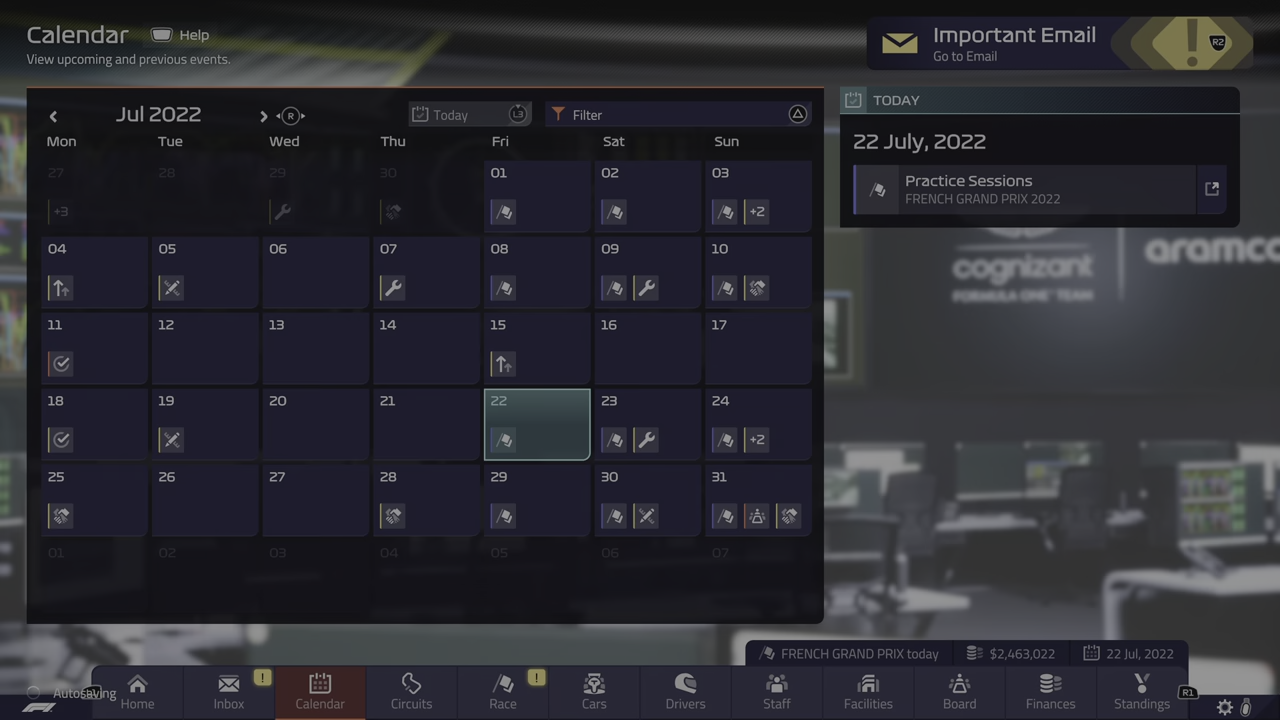 Calendar
Help
View upcoming and previous events.
Important Email
Go to Email
R2
Jul 2022
R
Today
L3
Filter
Mon Tue Wed Thu Fri Sat Sun
27 28 29 30 01 02 03
+3
+2
04 05 06 07 08 09 10
11 12 13 14 15 16 17
18 19 20 21 22 23 24
+2
25 26 27 28 29 30 31
01 02 03 04 05 06 07
TODAY
22 July, 2022
Practice Sessions
FRENCH GRAND PRIX 2022
cognizant
FORMULA ONE TEAM
aramco
FRENCH GRAND PRIX today
$2,463,022
22 Jul, 2022
Autosaving
Home
Inbox
!
Calendar
Circuits
Race
!
Cars
Drivers
Staff
Facilities
Board
Finances
Standings
R1